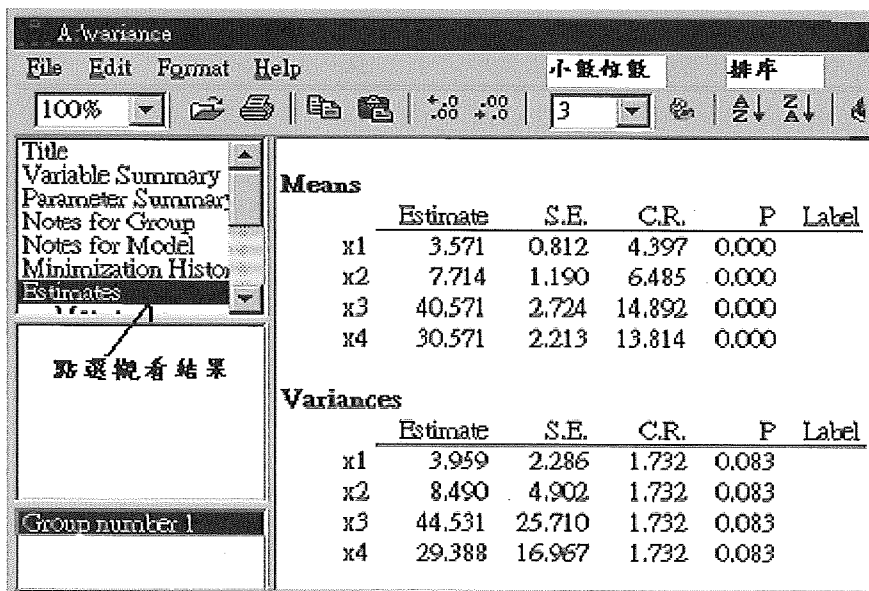 A Variance
File Edit Format Help 小數位數 排序
100% 3
Title
Variable Summary
Parameter Summary
Notes for Group
Notes for Model
Minimization Histor
Estimates
點選觀看結果
Group number 1
Means
Estimate S.E. C.R. P Label
x1 3.571 0.812 4.397 0.000
x2 7.714 1.190 6.485 0.000
x3 40.571 2.724 14.892 0.000
x4 30.571 2.213 13.814 0.000
Variances
Estimate S.E. C.R. P Label
x1 3.959 2.286 1.732 0.083
x2 8.490 4.902 1.732 0.083
x3 44.531 25.710 1.732 0.083
x4 29.388 16.967 1.732 0.083